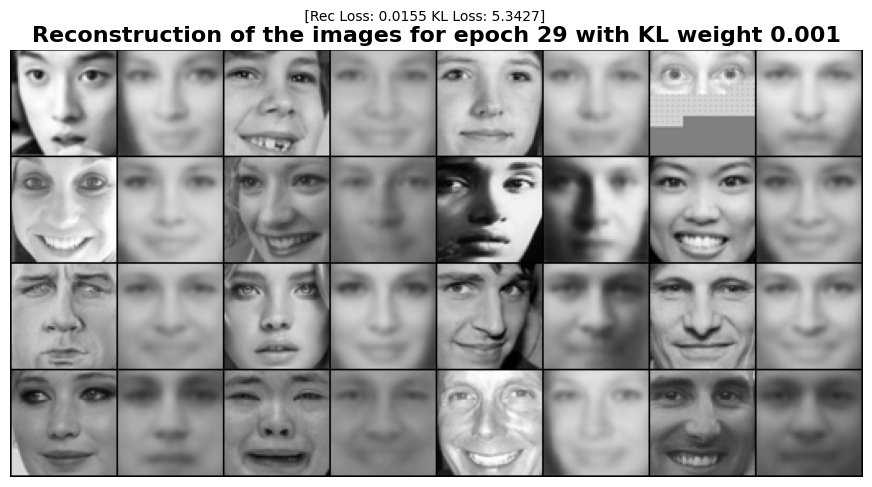 [Rec Loss: 0.0155 KL Loss: 5.3427]
Reconstruction of the images for epoch 29 with KL weight 0.001